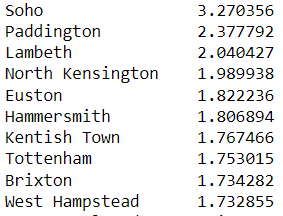 Soho 3.270356
Paddington 2.377792
Lambeth 2.040427
North Kensington 1.989938
Euston 1.822236
Hammersmith 1.806894
Kentish Town 1.767466
Tottenham 1.753015
Brixton 1.734282
West Hampstead 1.732855